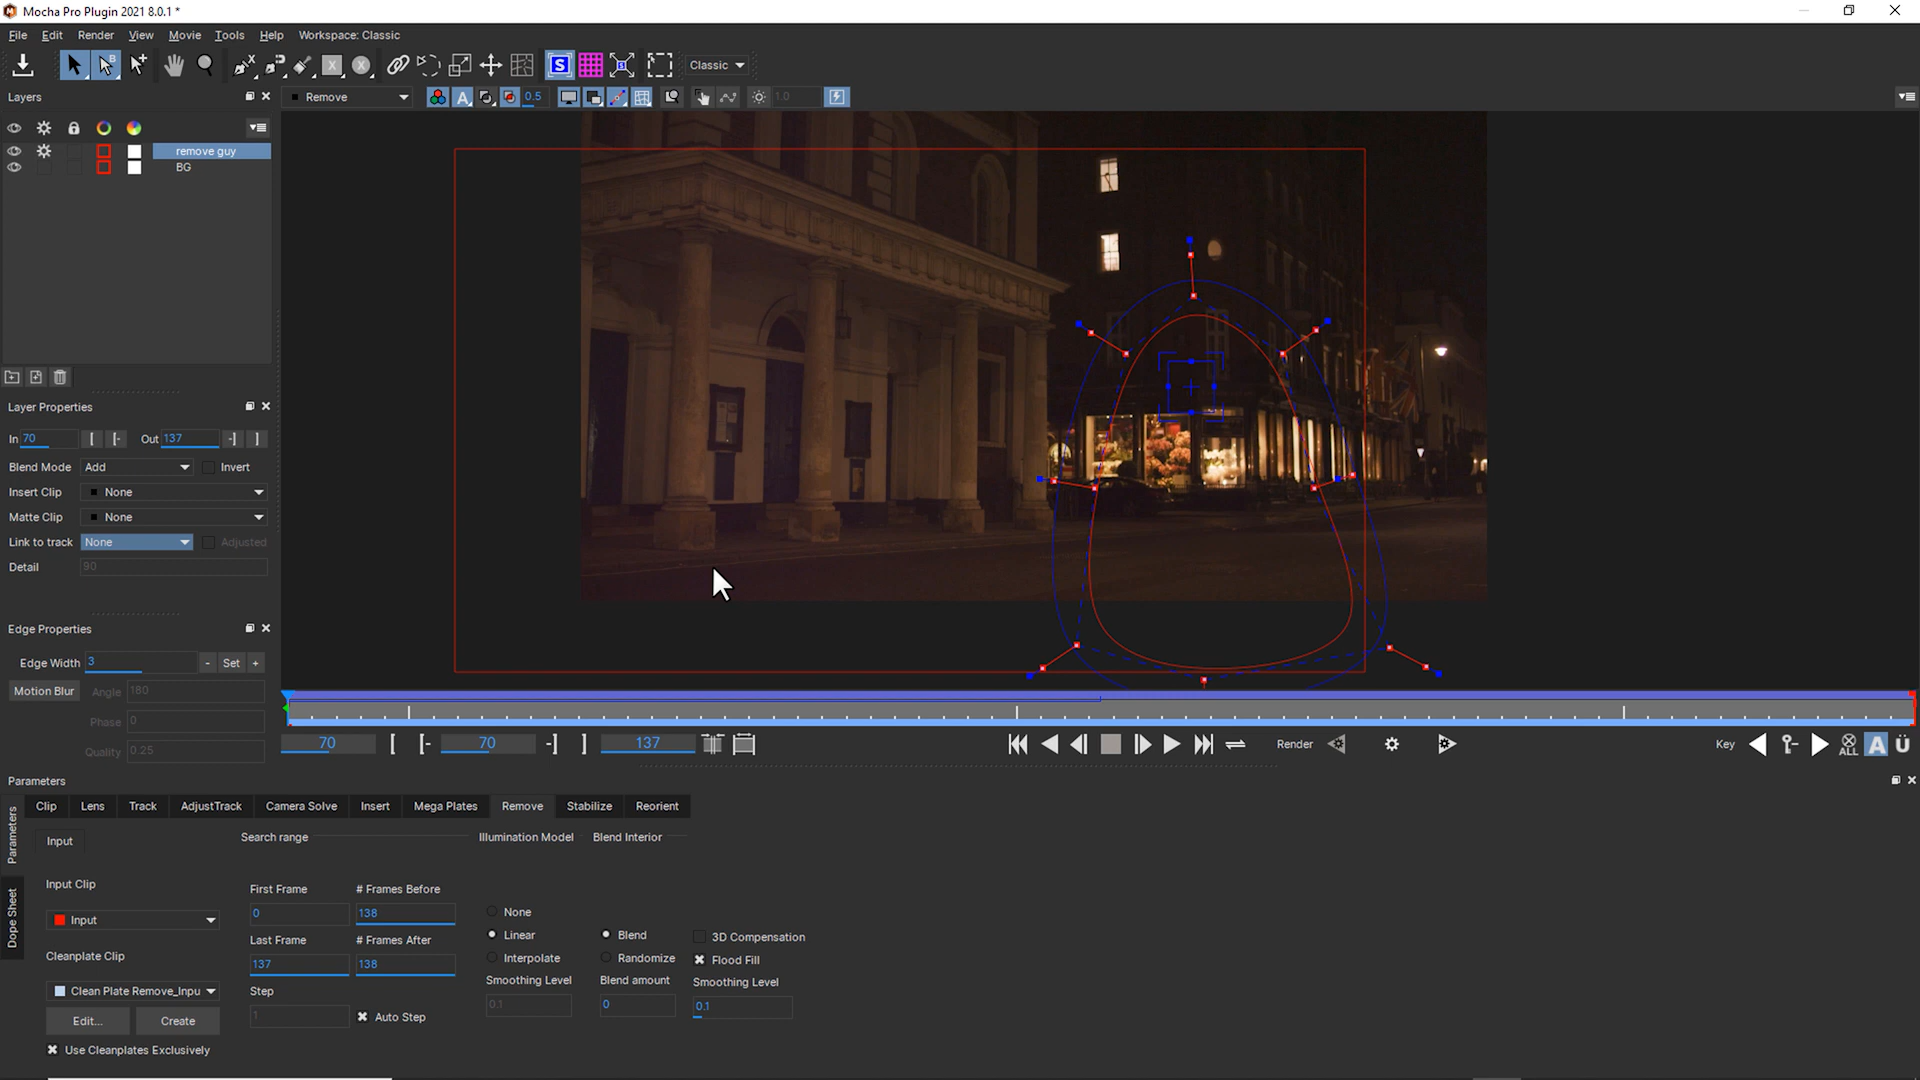 Mocha Pro Plugin 2021 8.0.1 *
File Edit Render View Movie Tools Help Workspace: Classic
S Classic
Layers Remove A 0.5 1.0
remove guy
BG
Layer Properties
In 70 [ [- Out 137 -] ]
Blend Mode Add Invert
Insert Clip None
Matte Clip None
Link to track None Adjusted
Detail 90
Edge Properties
Edge Width 3 - Set +
Motion Blur Angle 180
Phase 0
Quality 0.25
70 [ [- 70 -] ] 137 Render Key ALL A Ü
Parameters
Clip Lens Track AdjustTrack Camera Solve Insert Mega Plates Remove Stabilize Reorient
Parameters
Dope Sheet
Input Search range Illumination Model Blend Interior
Input Clip First Frame # Frames Before
Input 0 138 None
Last Frame # Frames After Linear Blend 3D Compensation
Cleanplate Clip 137 138 Interpolate Randomize Flood Fill
Clean Plate Remove_Inpu Step Smoothing Level Blend amount Smoothing Level
1 Auto Step 0.1 0 0.1
Edit... Create
Use Cleanplates Exclusively